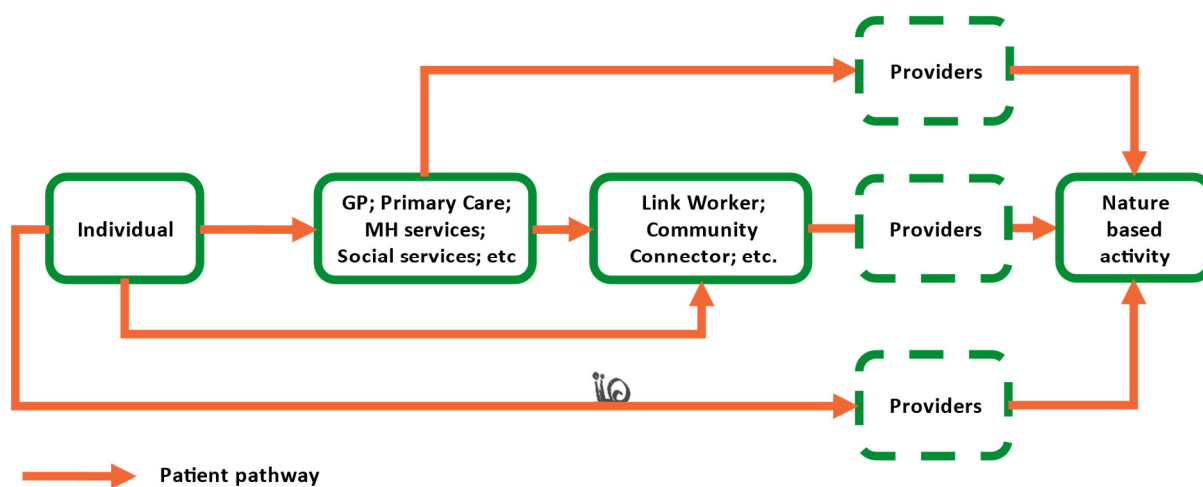 Providers
Individual
GP; Primary Care;
MH services;
Social services; etc
Link Worker;
Community
Connector; etc.
Providers
Nature
based
activity
Providers
Patient pathway